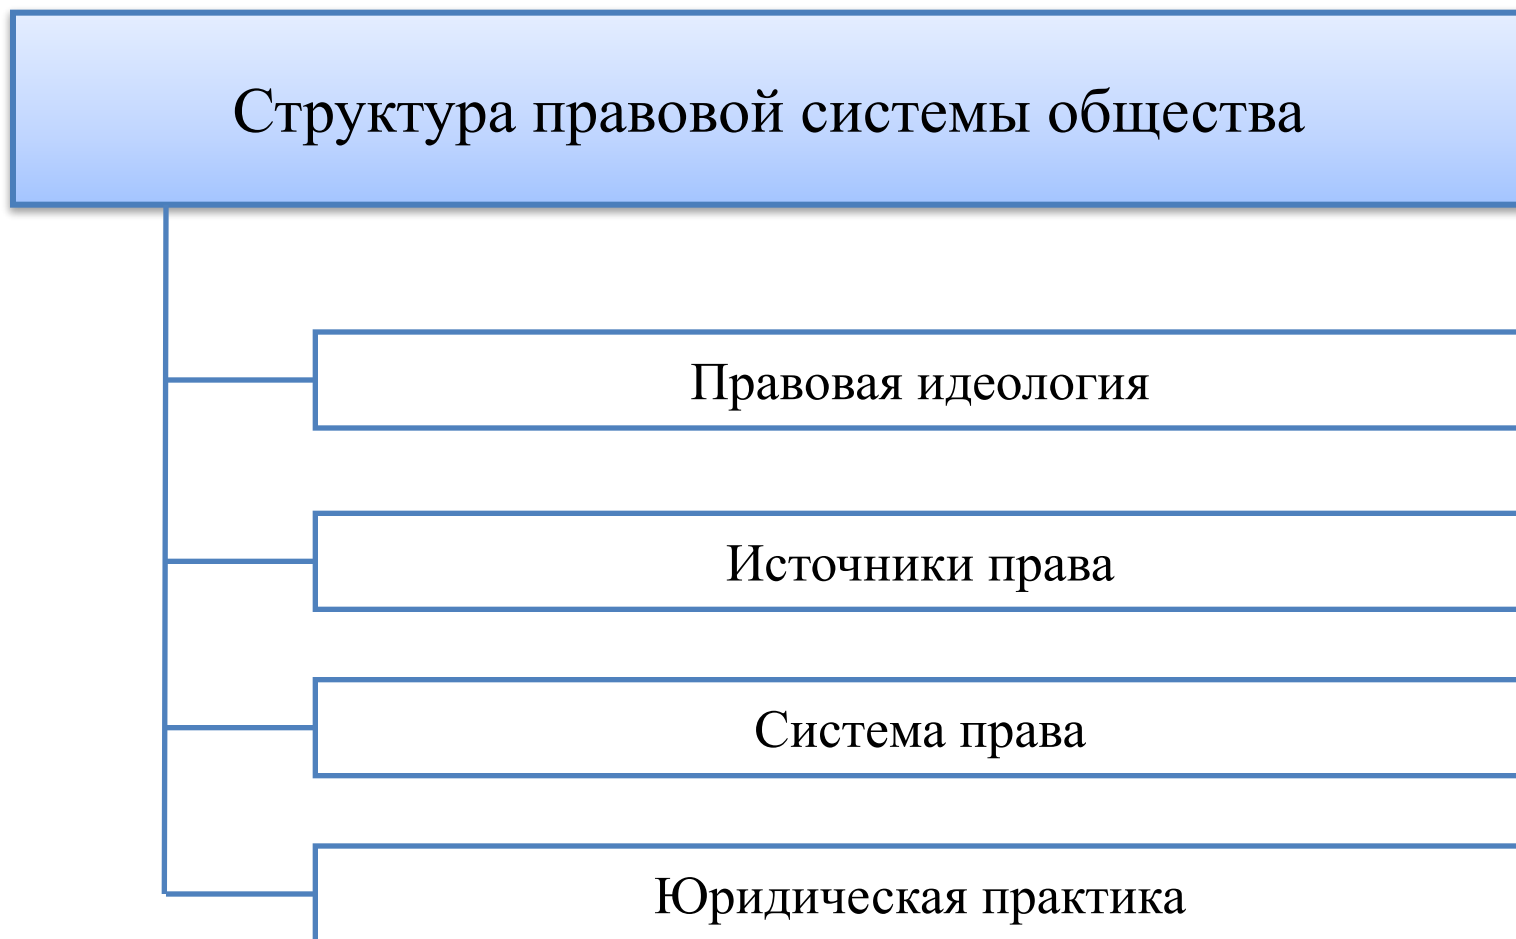 Структура правовой системы общества
Правовая идеология
Источники права
Система права
Юридическая практика